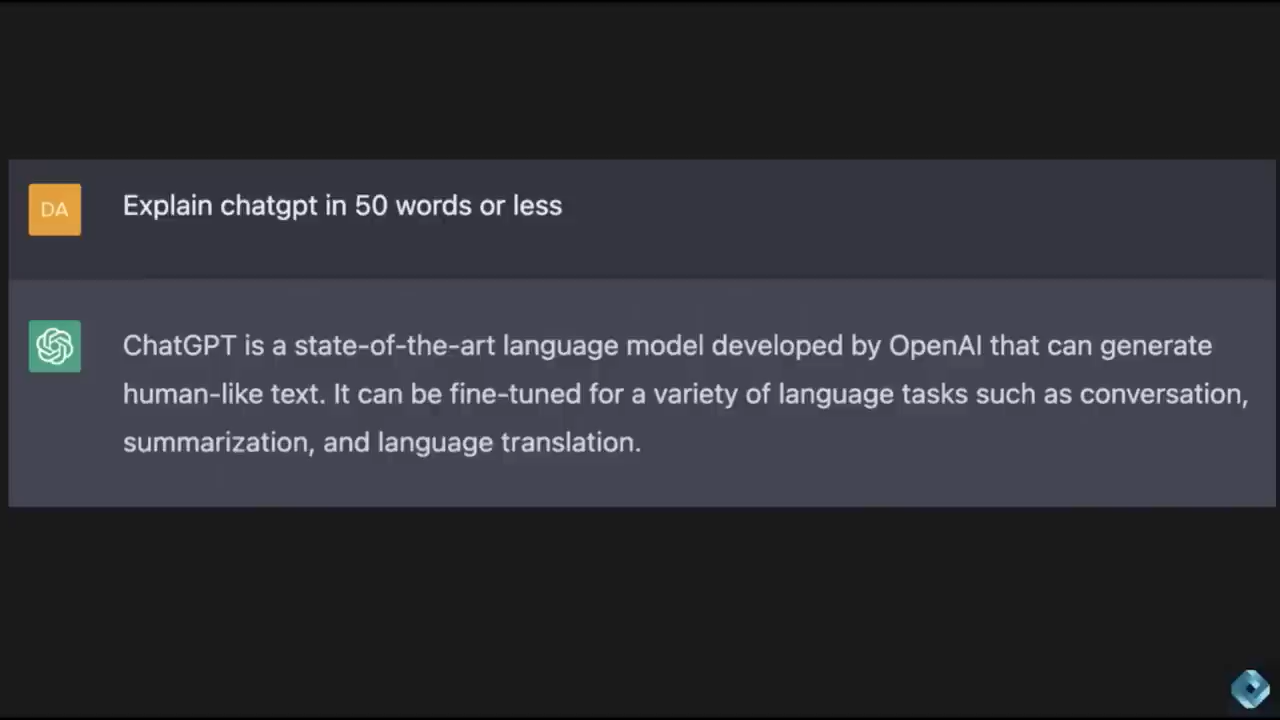 DA
Explain chatgpt in 50 words or less
ChatGPT is a state-of-the-art language model developed by OpenAI that can generate
human-like text. It can be fine-tuned for a variety of language tasks such as conversation,
summarization, and language translation.